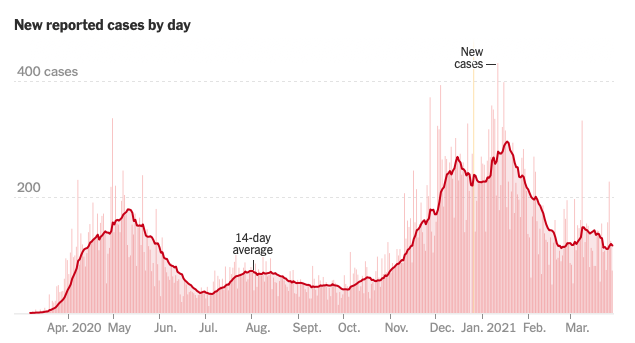 New reported cases by day
New
cases
400 cases
200
14-day
average
Apr. 2020 May Jun. Jul. Aug. Sept. Oct. Nov. Dec. Jan. 2021 Feb. Mar.